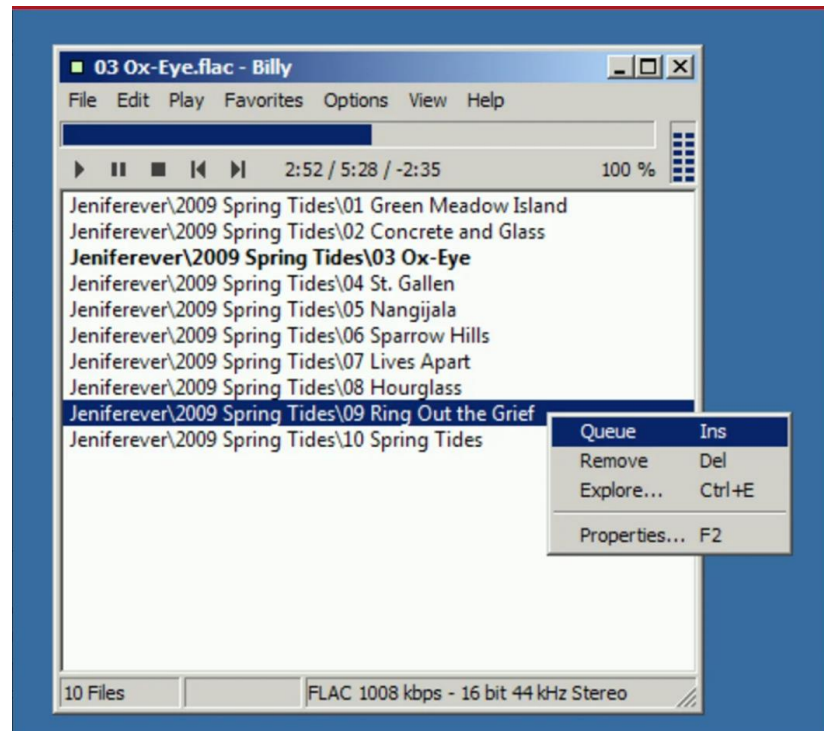 03 Ox-Eye.flac - Billy
File Edit Play Favorites Options View Help
2:52 / 5:28 / -2:35 100 %
Jeniferever\2009 Spring Tides\01 Green Meadow Island
Jeniferever\2009 Spring Tides\02 Concrete and Glass
Jeniferever\2009 Spring Tides\03 Ox-Eye
Jeniferever\2009 Spring Tides\04 St. Gallen
Jeniferever\2009 Spring Tides\05 Nangijala
Jeniferever\2009 Spring Tides\06 Sparrow Hills
Jeniferever\2009 Spring Tides\07 Lives Apart
Jeniferever\2009 Spring Tides\08 Hourglass
Jeniferever\2009 Spring Tides\09 Ring Out the Grief
Jeniferever\2009 Spring Tides\10 Spring Tides
Queue Ins
Remove Del
Explore... Ctrl+E
Properties... F2
10 Files FLAC 1008 kbps - 16 bit 44 kHz Stereo